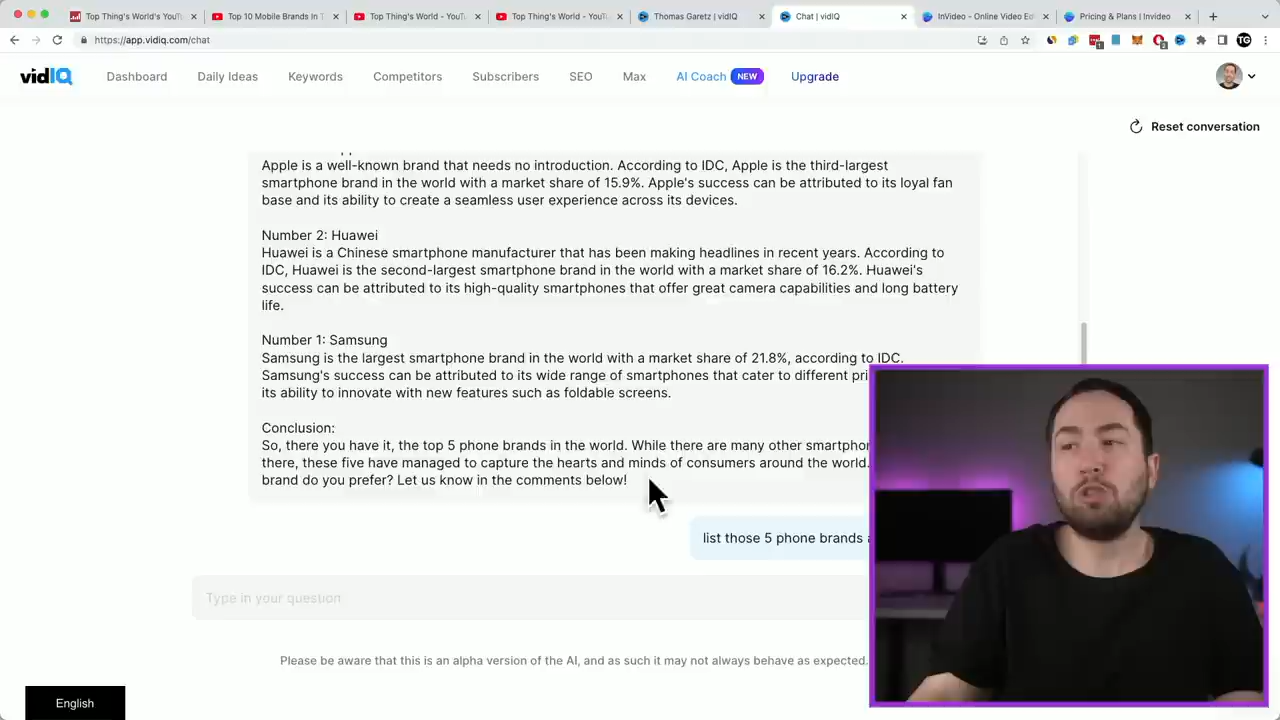 Top Thing's World's YouT
Top 10 Mobile Brands In T
Top Thing's World - YouTu
Top Thing's World - YouTu
Thomas Garetz | vidIQ
Chat | vidIQ
InVideo - Online Video Edi
Pricing & Plans | Invideo
https://app.vidiq.com/chat
TG
vidIQ
Dashboard
Daily Ideas
Keywords
Competitors
Subscribers
SEO
Max
AI Coach NEW
Upgrade
Reset conversation
Apple is a well-known brand that needs no introduction. According to IDC, Apple is the third-largest
smartphone brand in the world with a market share of 15.9%. Apple's success can be attributed to its loyal fan
base and its ability to create a seamless user experience across its devices.
Number 2: Huawei
Huawei is a Chinese smartphone manufacturer that has been making headlines in recent years. According to
IDC, Huawei is the second-largest smartphone brand in the world with a market share of 16.2%. Huawei's
success can be attributed to its high-quality smartphones that offer great camera capabilities and long battery
life.
Number 1: Samsung
Samsung is the largest smartphone brand in the world with a market share of 21.8%, according to IDC.
Samsung's success can be attributed to its wide range of smartphones that cater to different pri
its ability to innovate with new features such as foldable screens.
Conclusion:
So, there you have it, the top 5 phone brands in the world. While there are many other smartphon
there, these five have managed to capture the hearts and minds of consumers around the world.
brand do you prefer? Let us know in the comments below!
list those 5 phone brands
Type in your question
Please be aware that this is an alpha version of the AI, and as such it may not always behave as expected.
English